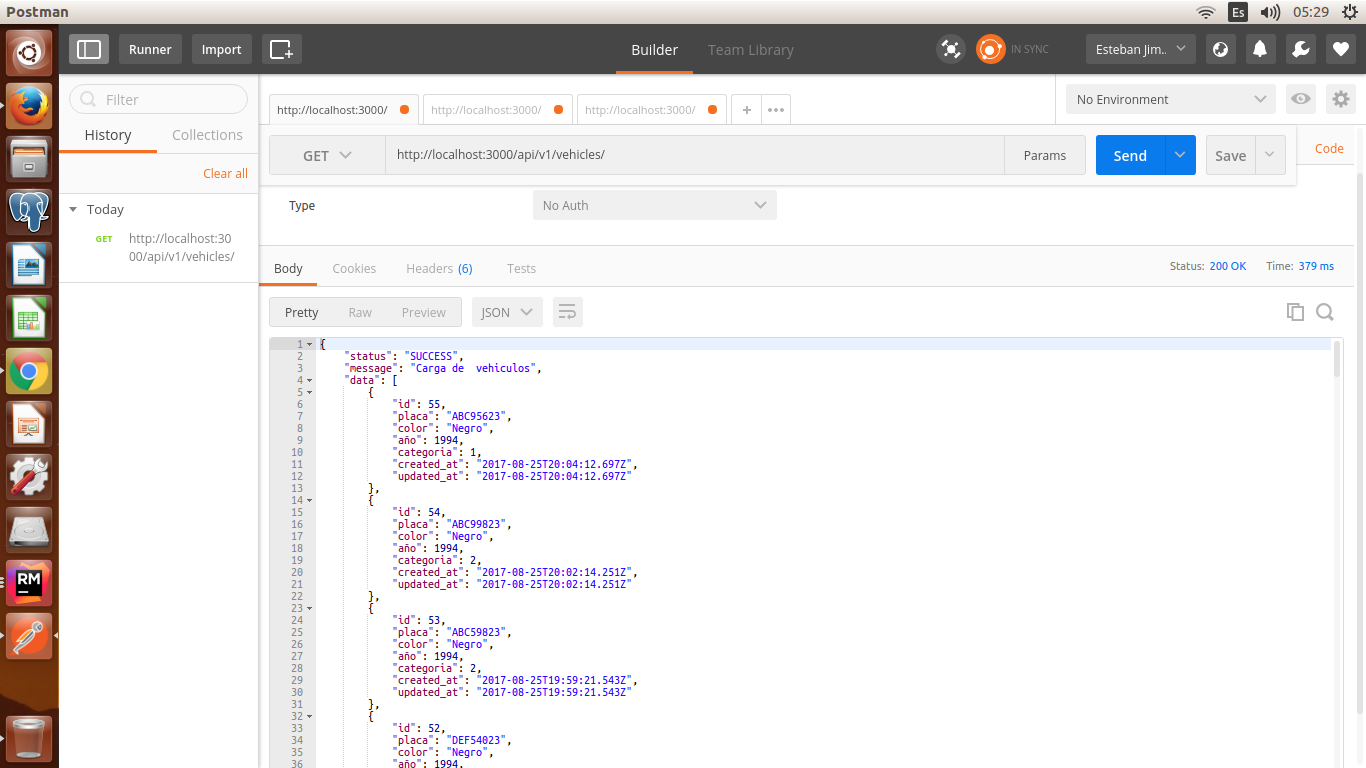 Postman
Es
05:29
Runner
Import
Builder
Team Library
IN SYNC
Esteban Jim..
Filter
History
Collections
Clear all
Today
GET
http://localhost:30
00/api/v1/vehicles/
http://localhost:3000/
http://localhost:3000/
http://localhost:3000/
+
•••
No Environment
GET
http://localhost:3000/api/v1/vehicles/
Params
Send
Save
Code
Type
No Auth
Body
Cookies
Headers (6)
Tests
Status: 200 OK
Time: 379 ms
Pretty
Raw
Preview
JSON
1 {
2 "status": "SUCCESS",
3 "message": "Carga de  vehiculos",
4 "data": [
5 {
6 "id": 55,
7 "placa": "ABC95623",
8 "color": "Negro",
9 "año": 1994,
10 "categoria": 1,
11 "created_at": "2017-08-25T20:04:12.697Z",
12 "updated_at": "2017-08-25T20:04:12.697Z"
13 },
14 {
15 "id": 54,
16 "placa": "ABC99823",
17 "color": "Negro",
18 "año": 1994,
19 "categoria": 2,
20 "created_at": "2017-08-25T20:02:14.251Z",
21 "updated_at": "2017-08-25T20:02:14.251Z"
22 },
23 {
24 "id": 53,
25 "placa": "ABC59823",
26 "color": "Negro",
27 "año": 1994,
28 "categoria": 2,
29 "created_at": "2017-08-25T19:59:21.543Z",
30 "updated_at": "2017-08-25T19:59:21.543Z"
31 },
32 {
33 "id": 52,
34 "placa": "DEF54023",
35 "color": "Negro",
36 "año": 1994,
RM